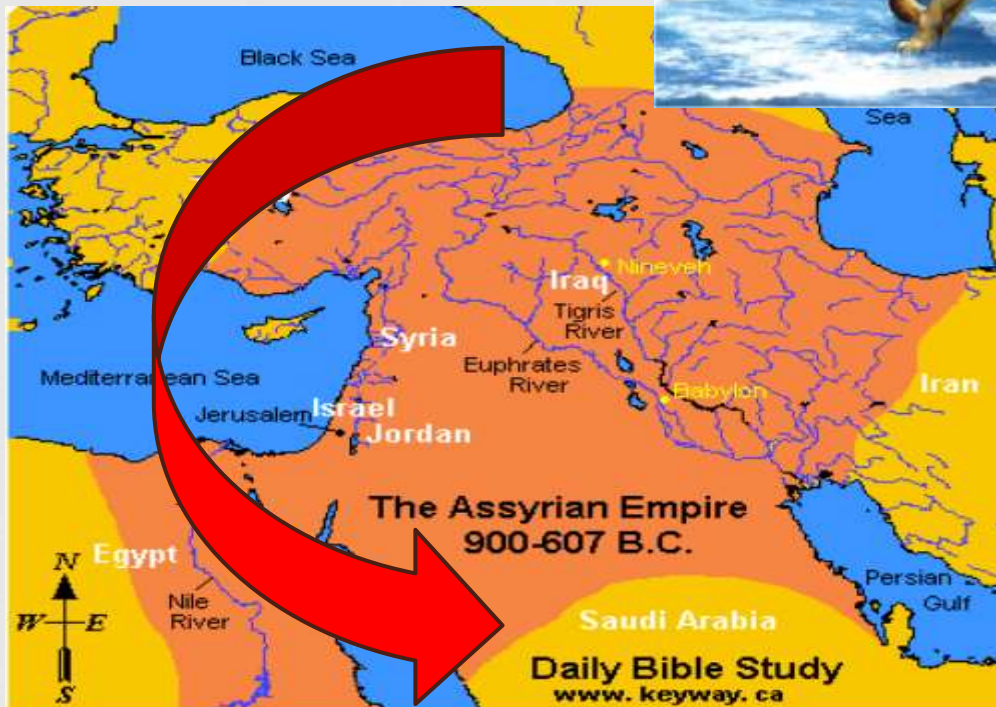 Black Sea
Sea
Nineveh
Iraq
Tigris
River
Syria
Euphrates
River
Mediterranean Sea
Babylon
Iran
Jerusalem
Israel
Jordan
The Assyrian Empire
900-607 B.C.
Egypt
Nile
River
N
W E
S
Persian
Gulf
Saudi Arabia
Daily Bible Study
www.keyway.ca